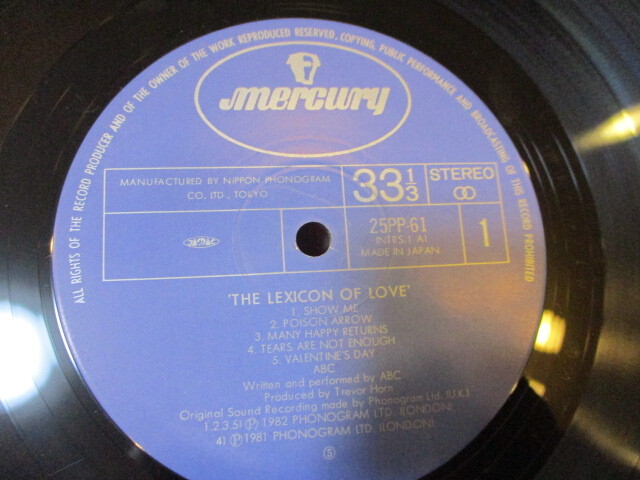 ALL RIGHTS OF THE RECORD PRODUCER AND OF THE OWNER OF THE WORK REPRODUCED RESERVED, COPYING, PUBLIC PERFORMANCE AND BROADCASTING OF THIS RECORD PROHIBITED
mercury
MANUFACTURED BY NIPPON PHONOGRAM
CO., LTD., TOKYO
33 1/3
STEREO
25PP-61
(NTRS.1 A)
MADE IN JAPAN
1
'THE LEXICON OF LOVE'
1. SHOW ME
2. POISON ARROW
3. MANY HAPPY RETURNS
4. TEARS ARE NOT ENOUGH
5. VALENTINE'S DAY
ABC
Written and performed by ABC
Produced by Trevor Horn
Original Sound Recording made by Phonogram Ltd. (U.K.)
1,2,3,5) Ⓟ 1982 PHONOGRAM LTD. (LONDON)
4) Ⓟ 1981 PHONOGRAM LTD. (LONDON)
Ⓢ